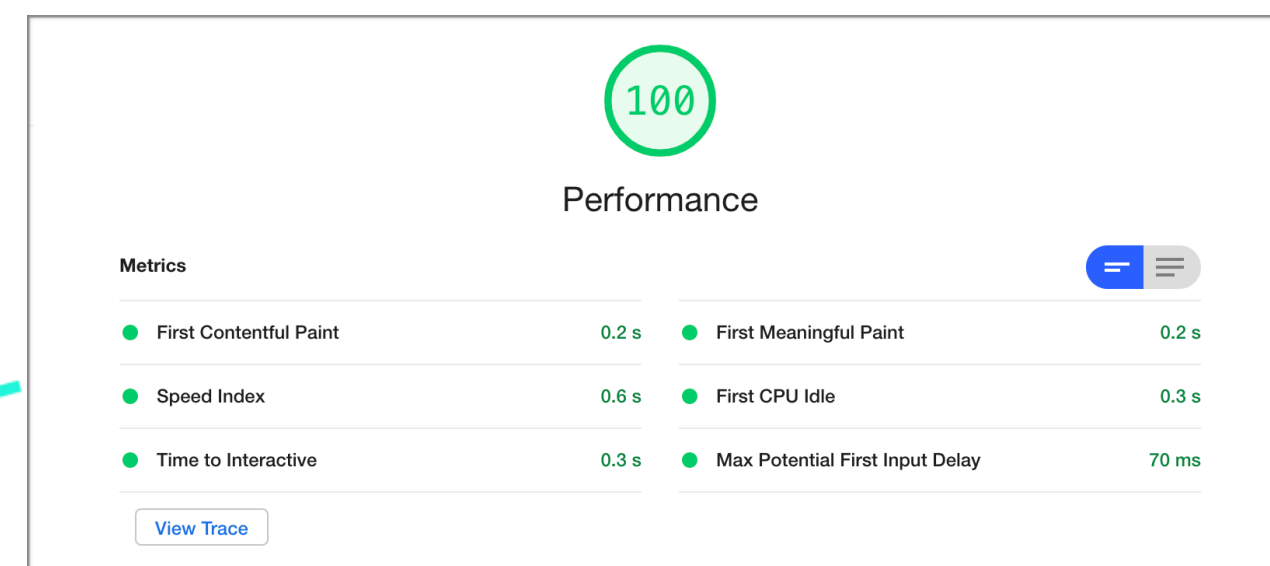 100
Performance
Metrics
First Contentful Paint 0.2 s
First Meaningful Paint 0.2 s
Speed Index 0.6 s
First CPU Idle 0.3 s
Time to Interactive 0.3 s
Max Potential First Input Delay 70 ms
View Trace